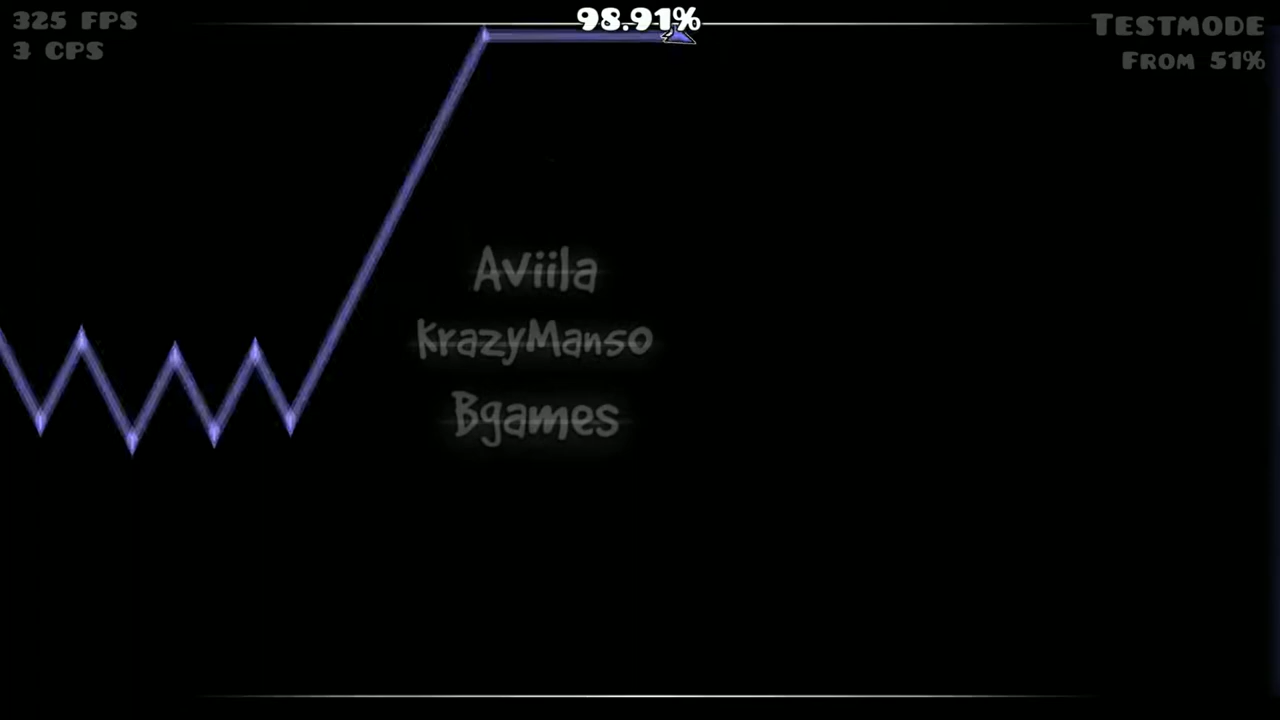 325 FPS
98.91%
TESTMODE
3 CPS
FROM 51%
Aviila
KrazyManso
Bgames